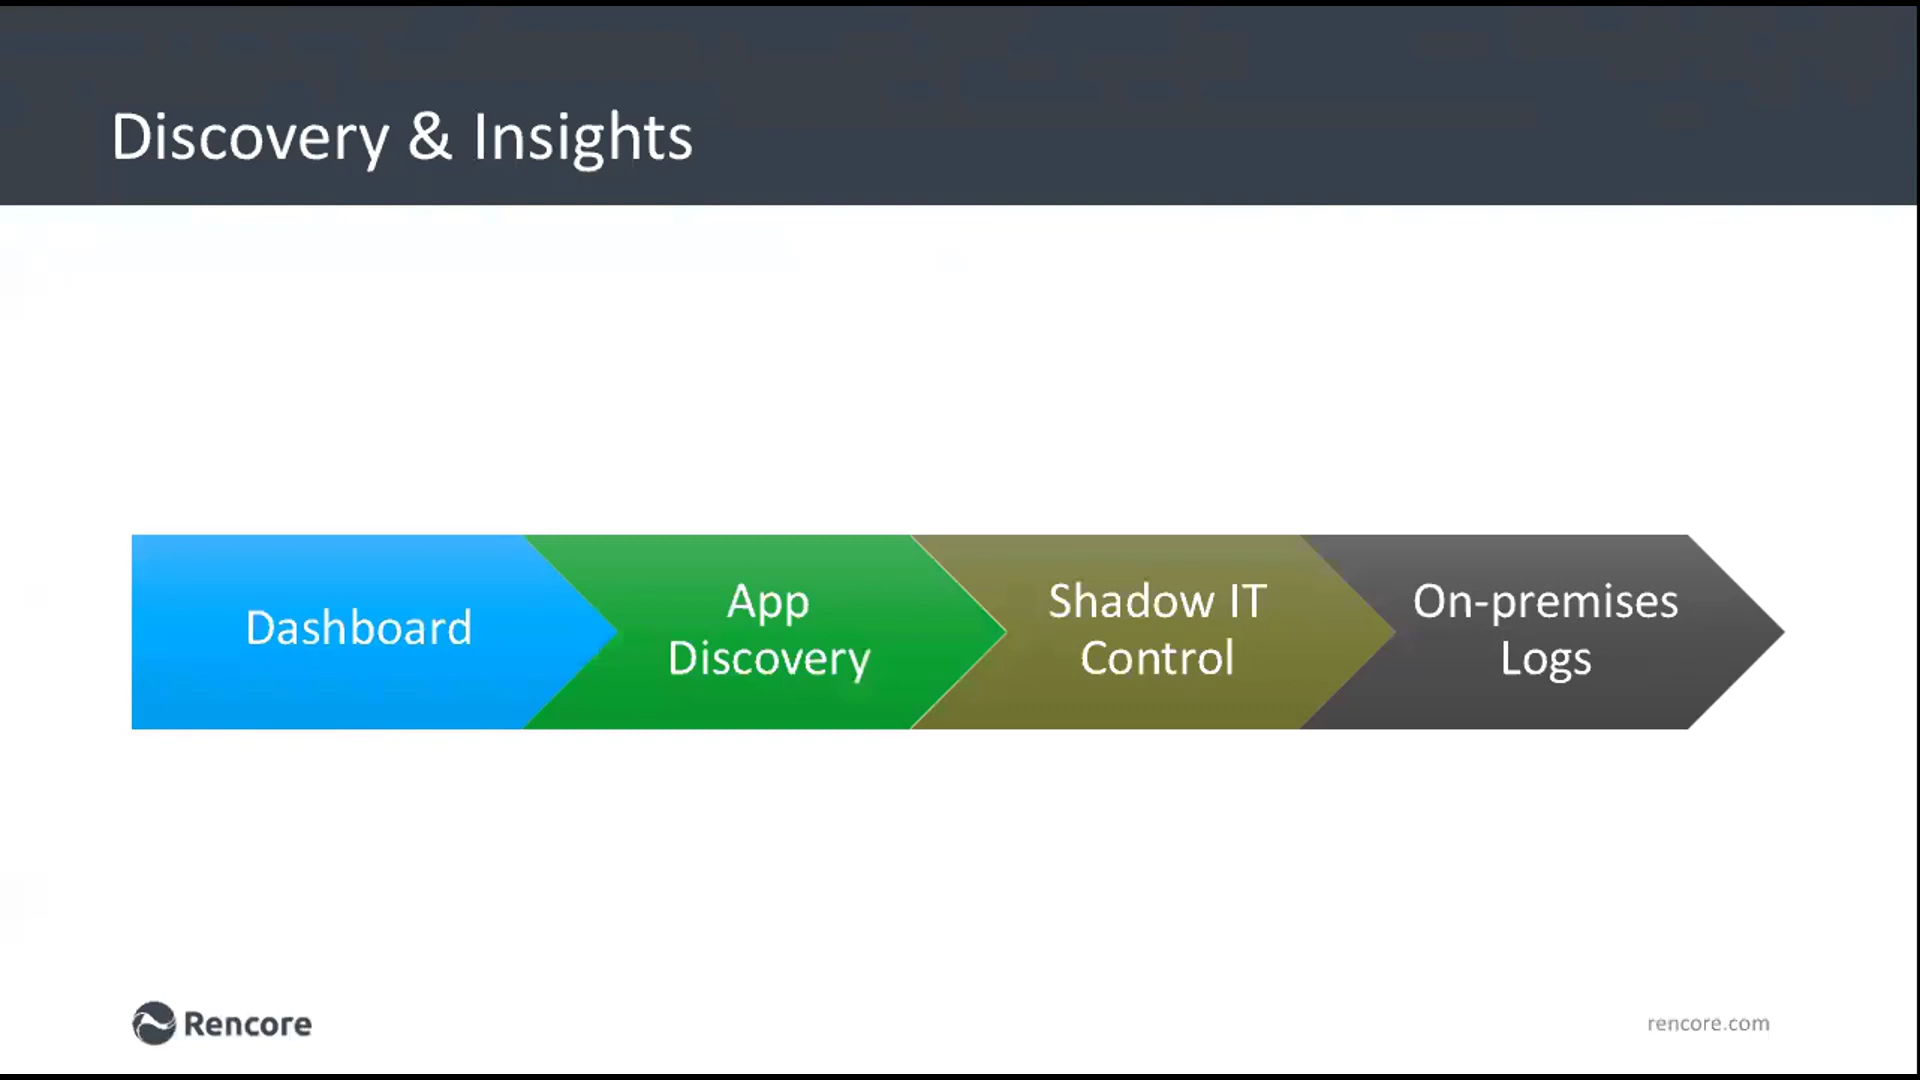 Discovery & Insights
Dashboard
App
Discovery
Shadow IT
Control
On-premises
Logs
Rencore
rencore.com